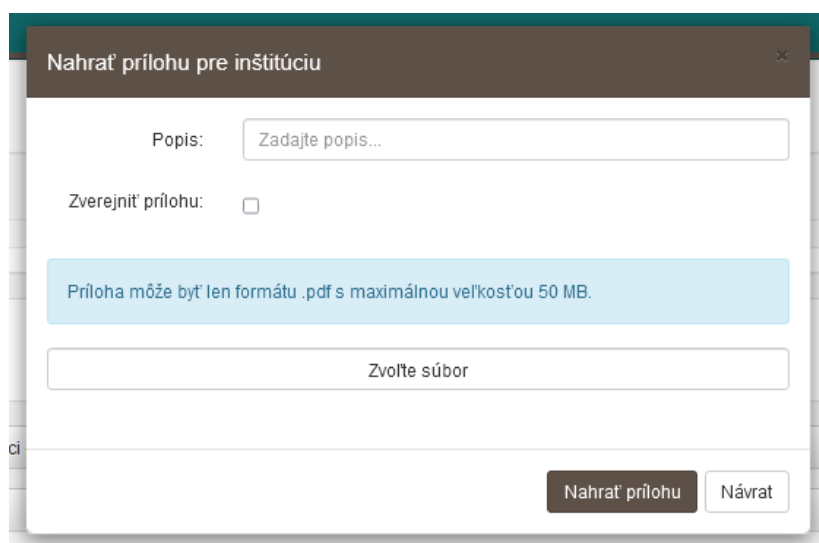 Nahrať prílohu pre inštitúciu
×
Popis:
Zadajte popis...
Zverejniť prílohu:
Príloha môže byť len formátu .pdf s maximálnou veľkosťou 50 MB.
Zvoľte súbor
ci
Nahrať prílohu
Návrat